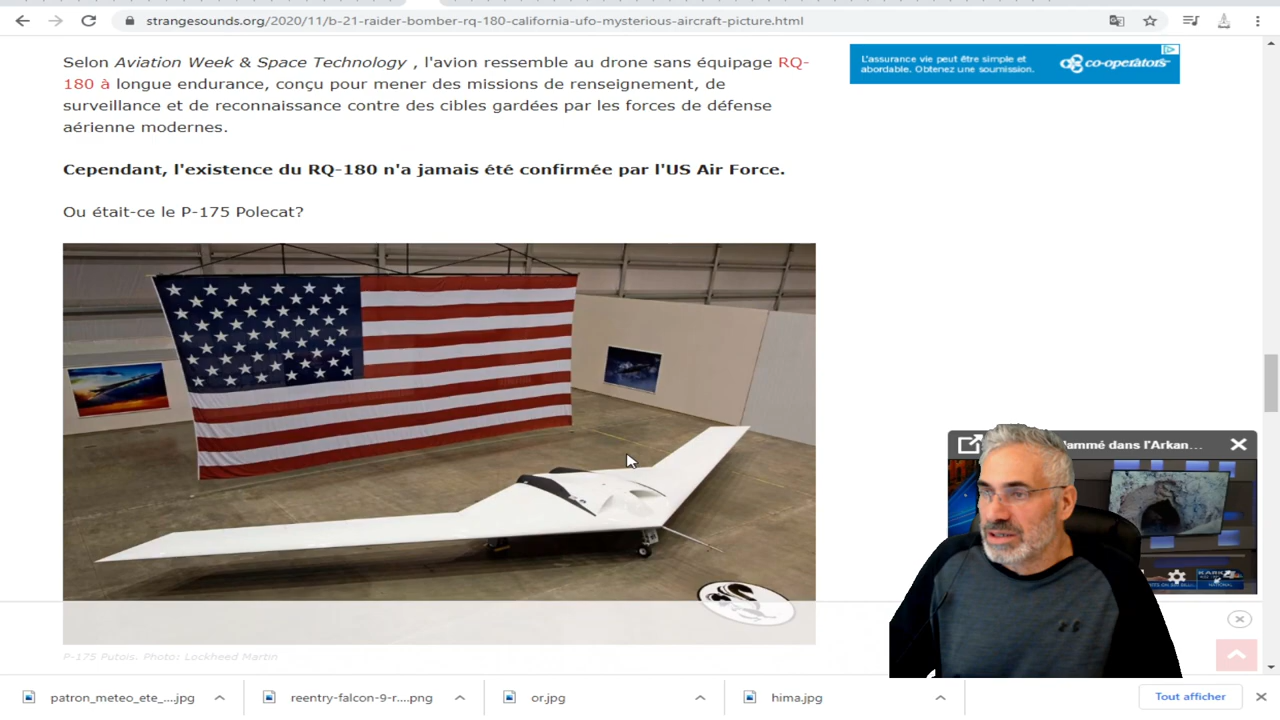 strangesounds.org/2020/11/b-21-raider-bomber-rq-180-california-ufo-mysterious-aircraft-picture.html
Selon Aviation Week & Space Technology , l'avion ressemble au drone sans équipage RQ-
180 à longue endurance, conçu pour mener des missions de renseignement, de
surveillance et de reconnaissance contre des cibles gardées par les forces de défense
aérienne modernes.
Cependant, l'existence du RQ-180 n'a jamais été confirmée par l'US Air Force.
Ou était-ce le P-175 Polecat?
P-175 Putois. Photo: Lockheed Martin
L'assurance vie peut être simple et
abordable. Obtenez une soumission.
co-operators
lammé dans l'Arkan...
patron_meteo_ete_....jpg
reentry-falcon-9-r....png
or.jpg
hima.jpg
Tout afficher